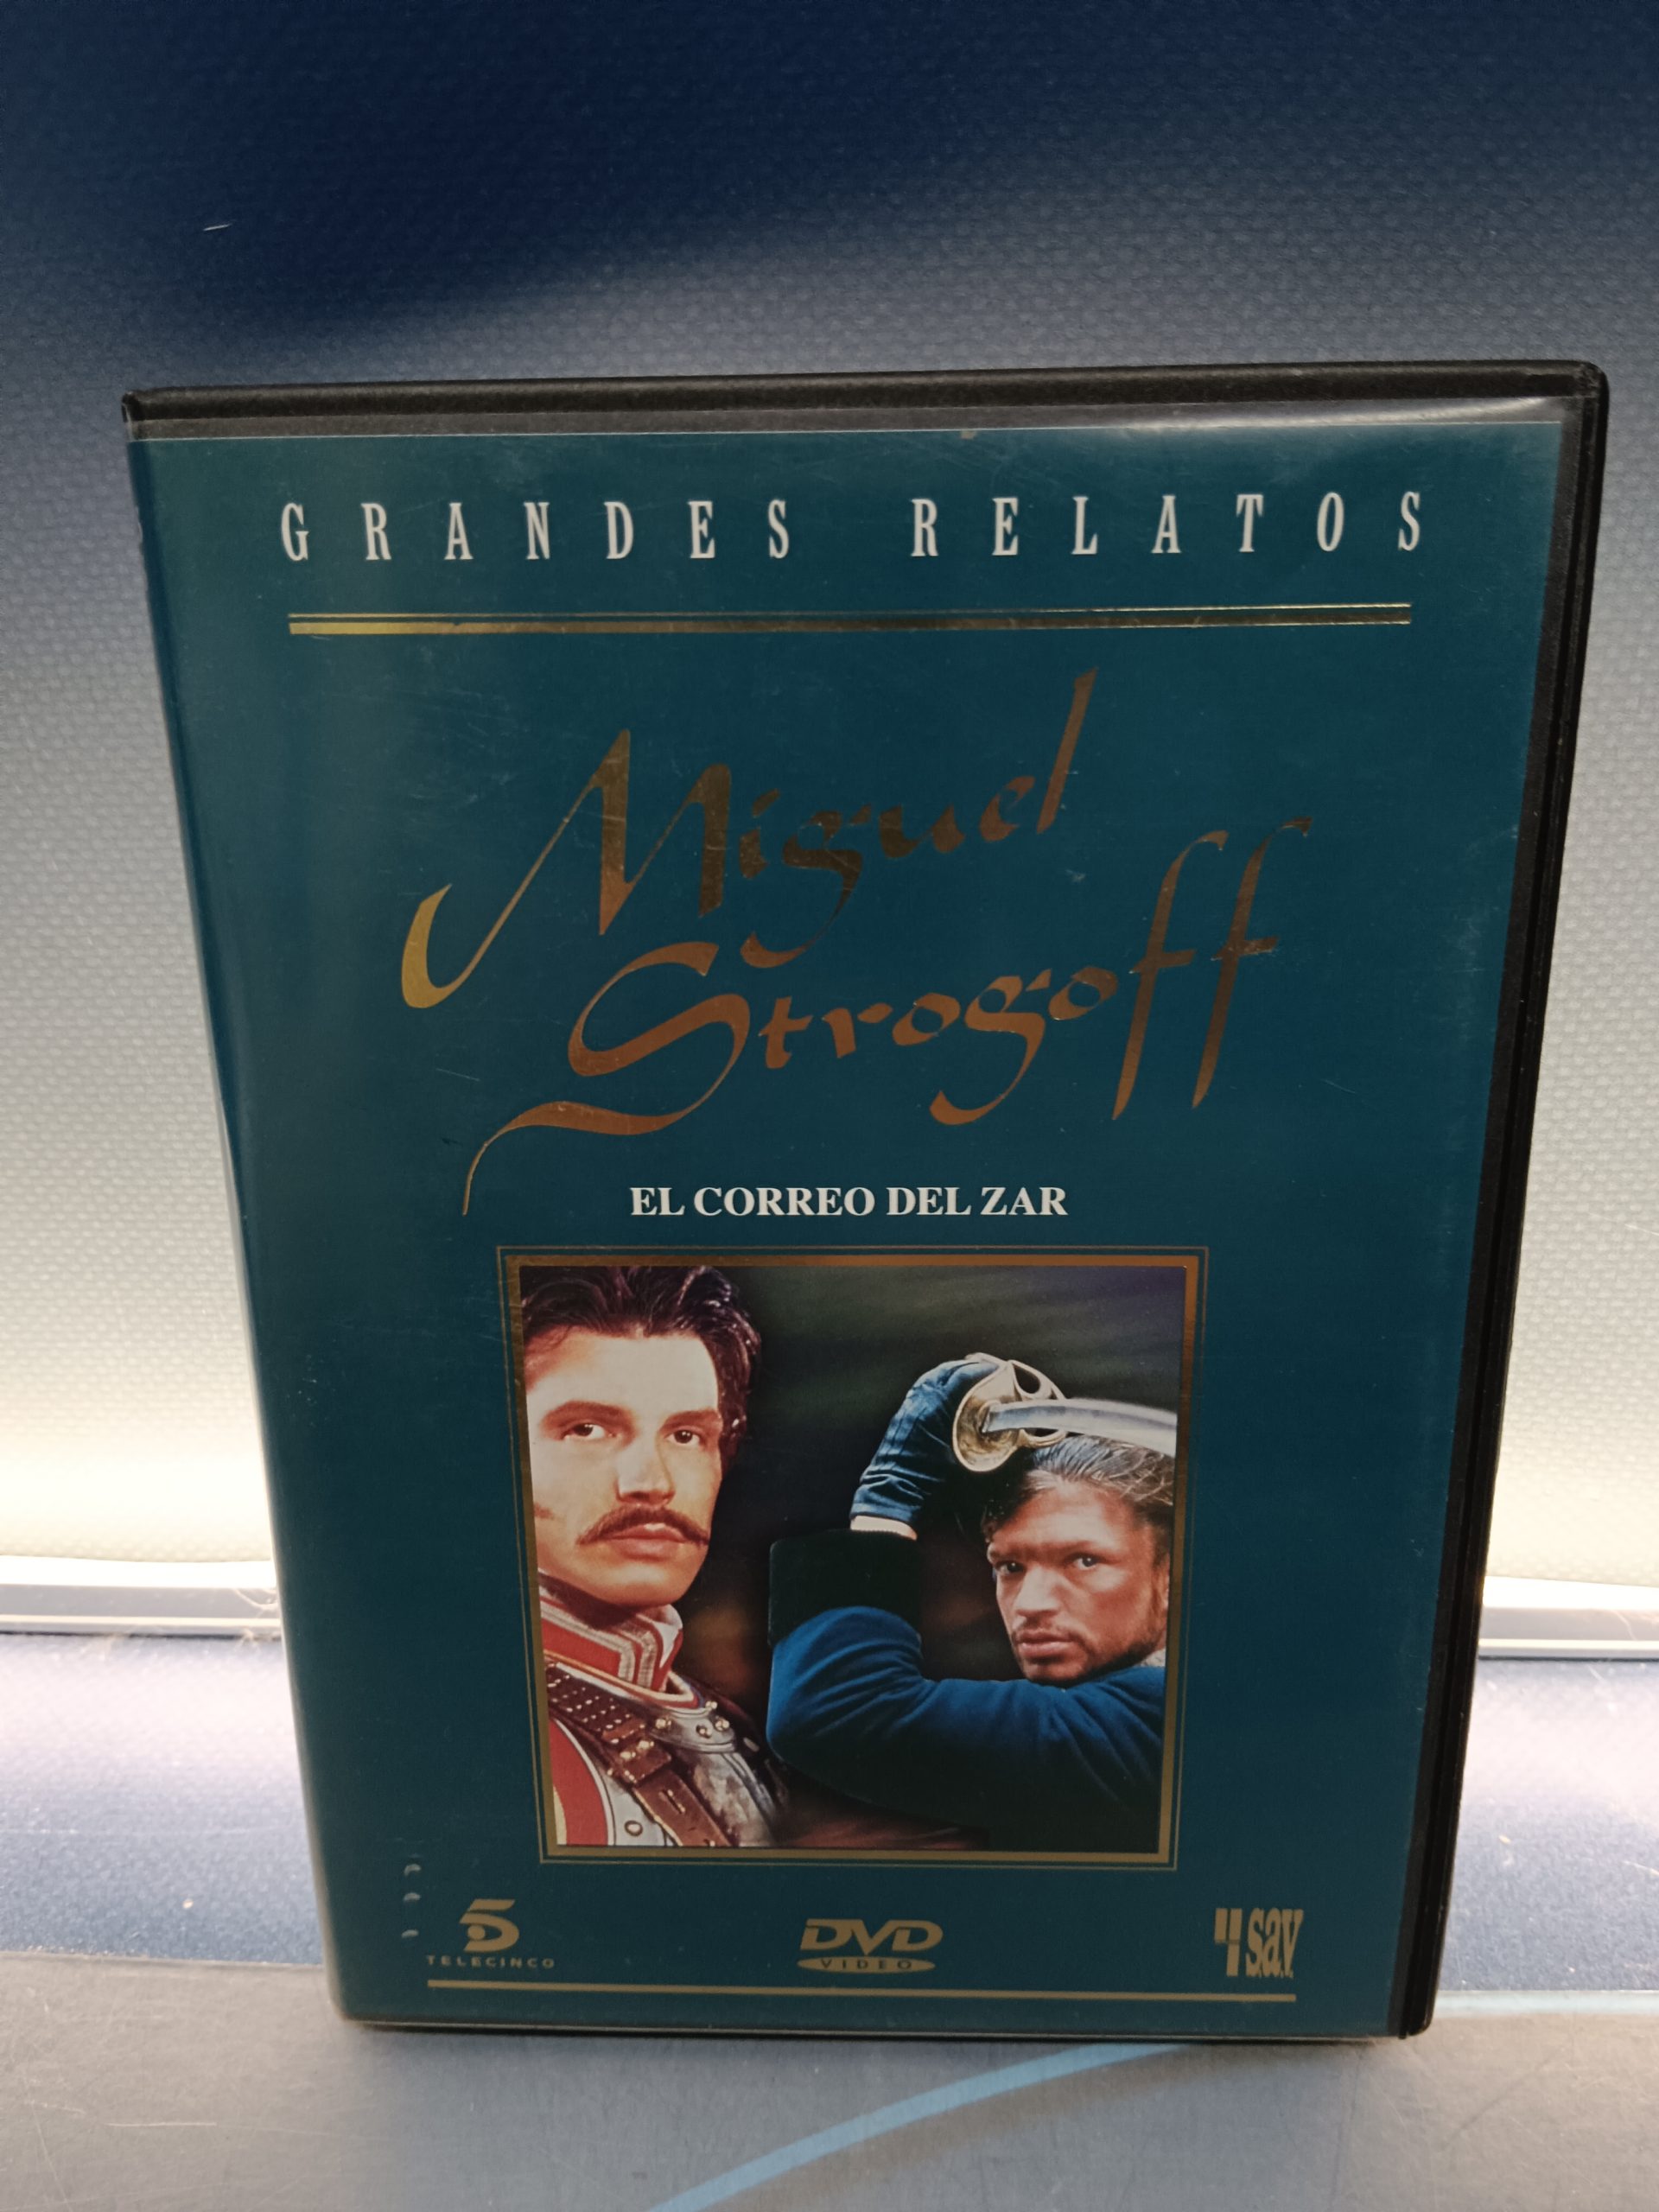 GRANDES RELATOS
Miguel
Strogoff
EL CORREO DEL ZAR
5
TELECINCO
DVD
VIDEO
s.a.v.